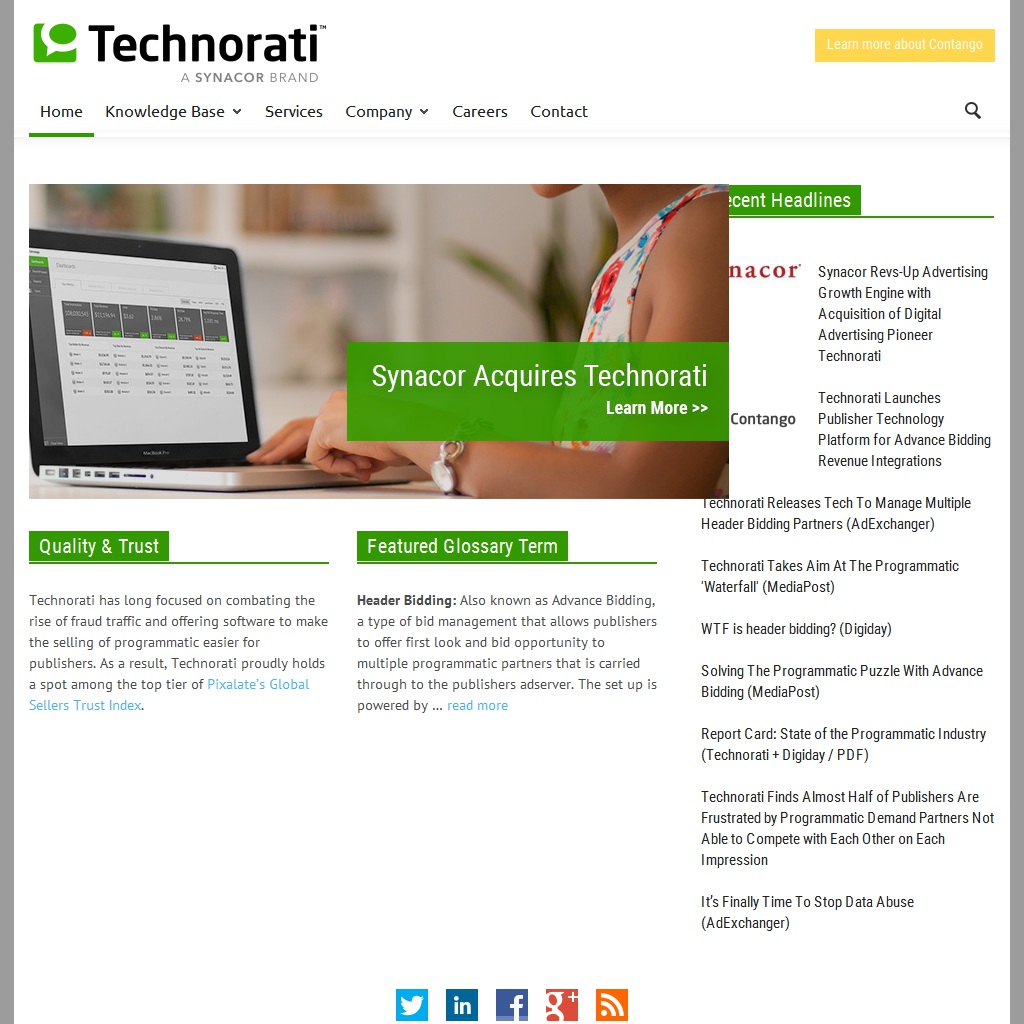 Technorati™
A SYNACOR BRAND
Learn more about Contango
Home
Knowledge Base
Services
Company
Careers
Contact
Synacor Acquires Technorati
Learn More >>
MacBook Pro
ecent Headlines
nacor
Synacor Revs-Up Advertising
Growth Engine with
Acquisition of Digital
Advertising Pioneer
Technorati
Contango
Technorati Launches
Publisher Technology
Platform for Advance Bidding
Revenue Integrations
Technorati Releases Tech To Manage Multiple
Header Bidding Partners (AdExchanger)
Technorati Takes Aim At The Programmatic
'Waterfall' (MediaPost)
WTF is header bidding? (Digiday)
Solving The Programmatic Puzzle With Advance
Bidding (MediaPost)
Report Card: State of the Programmatic Industry
(Technorati + Digiday / PDF)
Technorati Finds Almost Half of Publishers Are
Frustrated by Programmatic Demand Partners Not
Able to Compete with Each Other on Each
Impression
It's Finally Time To Stop Data Abuse
(AdExchanger)
Quality & Trust
Technorati has long focused on combating the
rise of fraud traffic and offering software to make
the selling of programmatic easier for
publishers. As a result, Technorati proudly holds
a spot among the top tier of Pixalate's Global
Sellers Trust Index.
Featured Glossary Term
Header Bidding: Also known as Advance Bidding,
a type of bid management that allows publishers
to offer first look and bid opportunity to
multiple programmatic partners that is carried
through to the publishers adserver. The set up is
powered by ... read more
in
f
g+